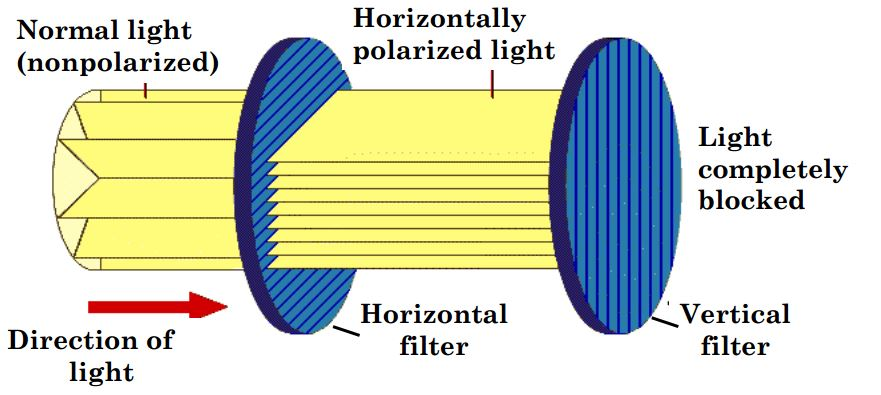 Normal light
(nonpolarized)
Horizontally
polarized light
Light
completely
blocked
Direction of
light
Horizontal
filter
Vertical
filter